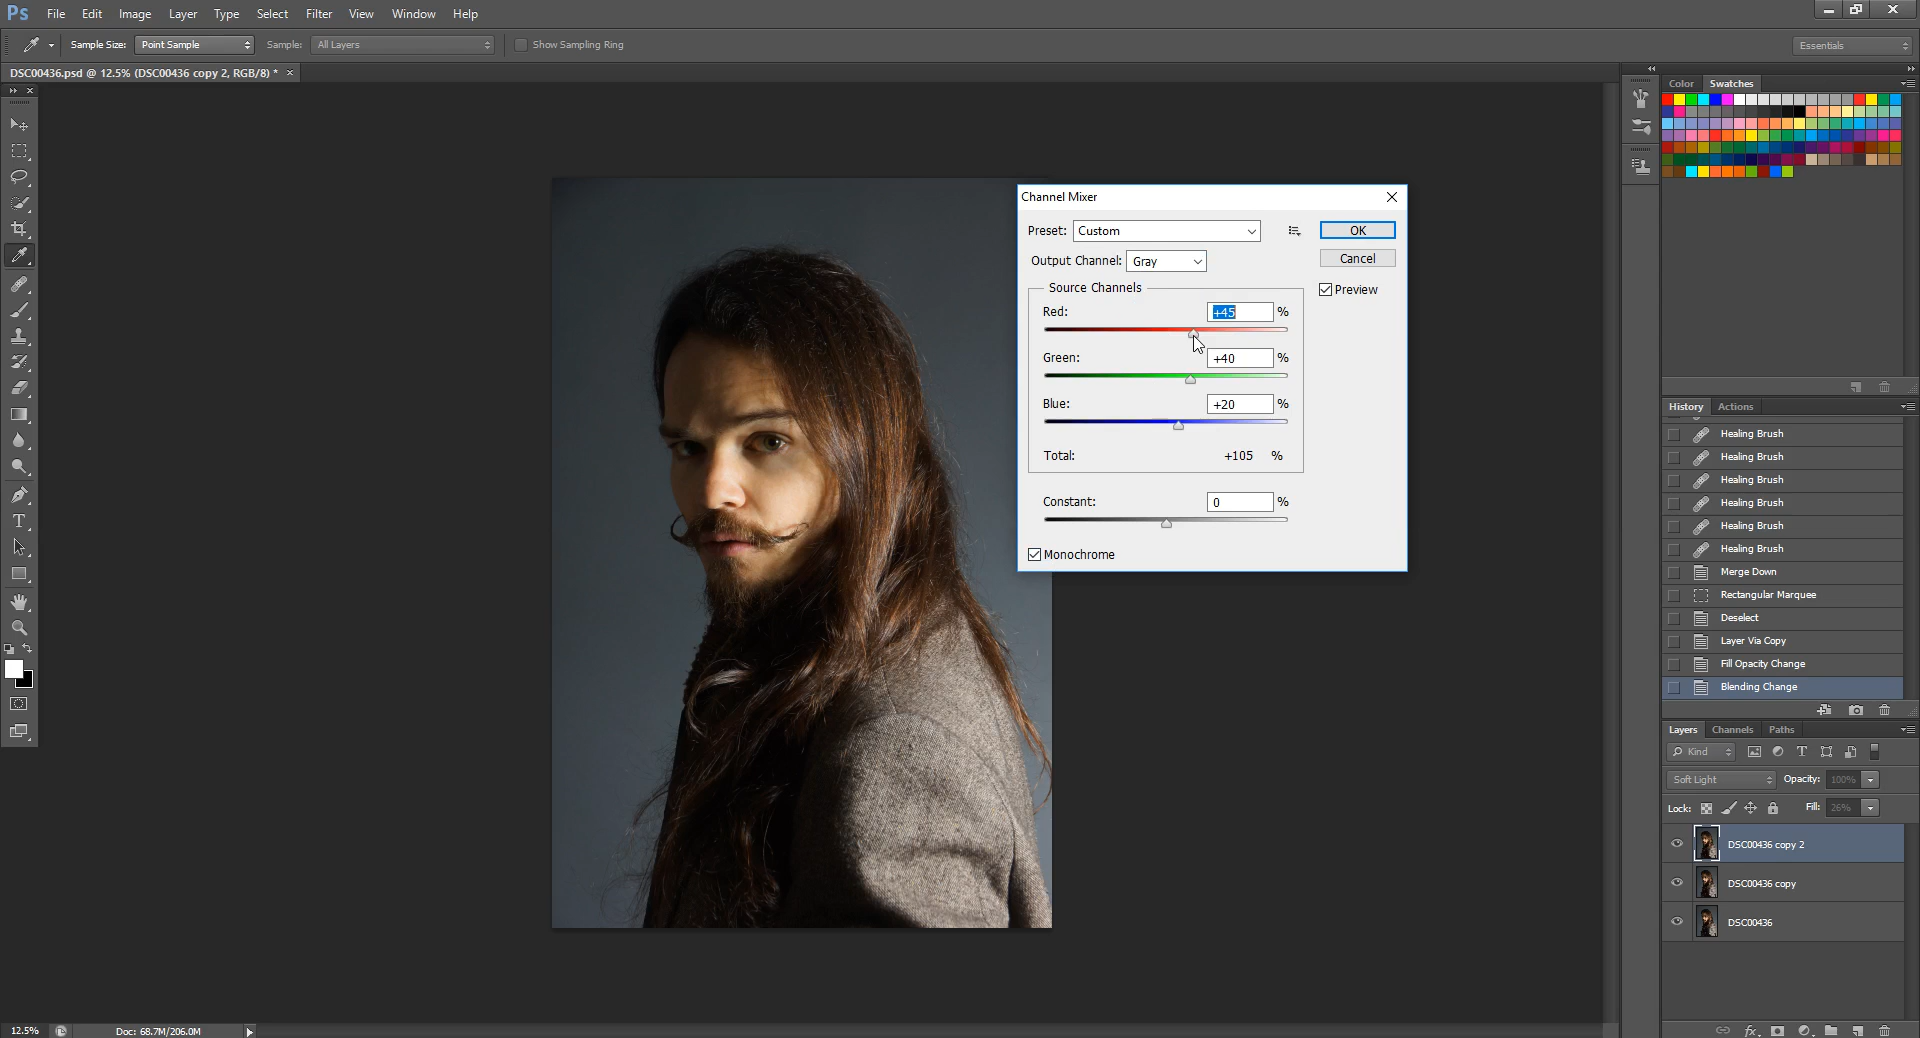 Ps File Edit Image Layer Type Select Filter View Window Help
Sample Size: Point Sample Sample: All Layers Show Sampling Ring Essentials
DSC00436.psd @ 12.5% (DSC00436 copy 2, RGB/8) * ×
Color Swatches
Channel Mixer
Preset: Custom OK
Output Channel: Gray Cancel
Source Channels Preview
Red: +45 %
Green: +40 %
Blue: +20 %
Total: +105 %
Constant: 0 %
Monochrome
History Actions
Healing Brush
Healing Brush
Healing Brush
Healing Brush
Healing Brush
Healing Brush
Merge Down
Rectangular Marquee
Deselect
Layer Via Copy
Fill Opacity Change
Blending Change
Layers Channels Paths
Kind
Soft Light Opacity: 100%
Lock: Fill: 26%
DSC00436 copy 2
DSC00436 copy
DSC00436
fx
12.5% Doc: 68.7M/206.0M